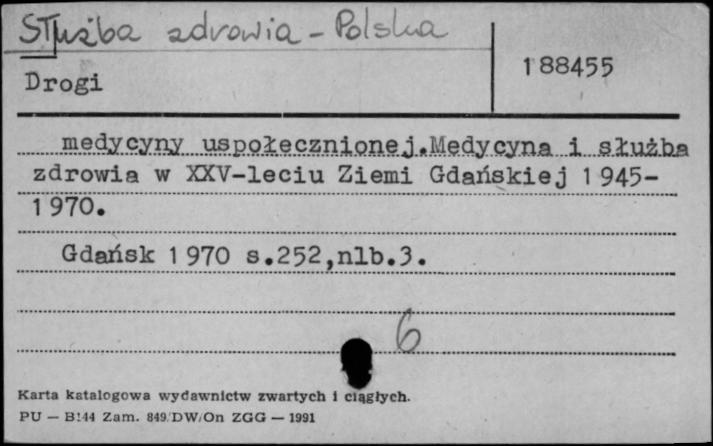 Służba zdrowia - Polska
Drogi
188455
medycyny uspołecznionej.Medycyna i służba
zdrowia w XXV-leciu Ziemi Gdańskiej 1945-
1970.
Gdańsk 1970 s.252,nlb.3.
6
Karta katalogowa wydawnictw zwartych i ciągłych.
PU — B144 Zam. 849/DW/On ZGG — 1991